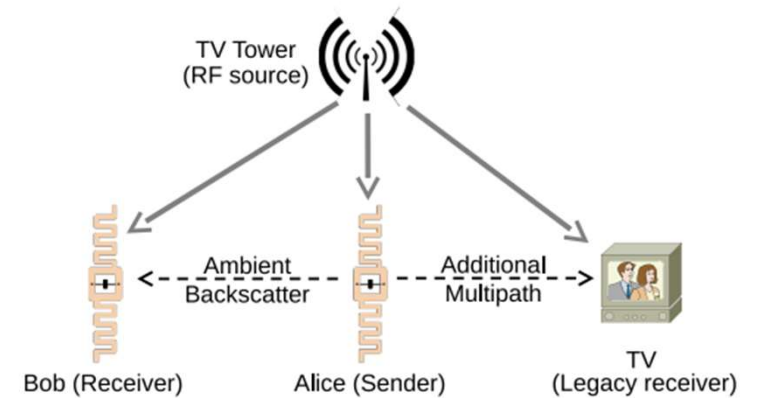 TV Tower
(RF source)
Ambient
Backscatter
Additional
Multipath
Bob (Receiver)
Alice (Sender)
TV
(Legacy receiver)